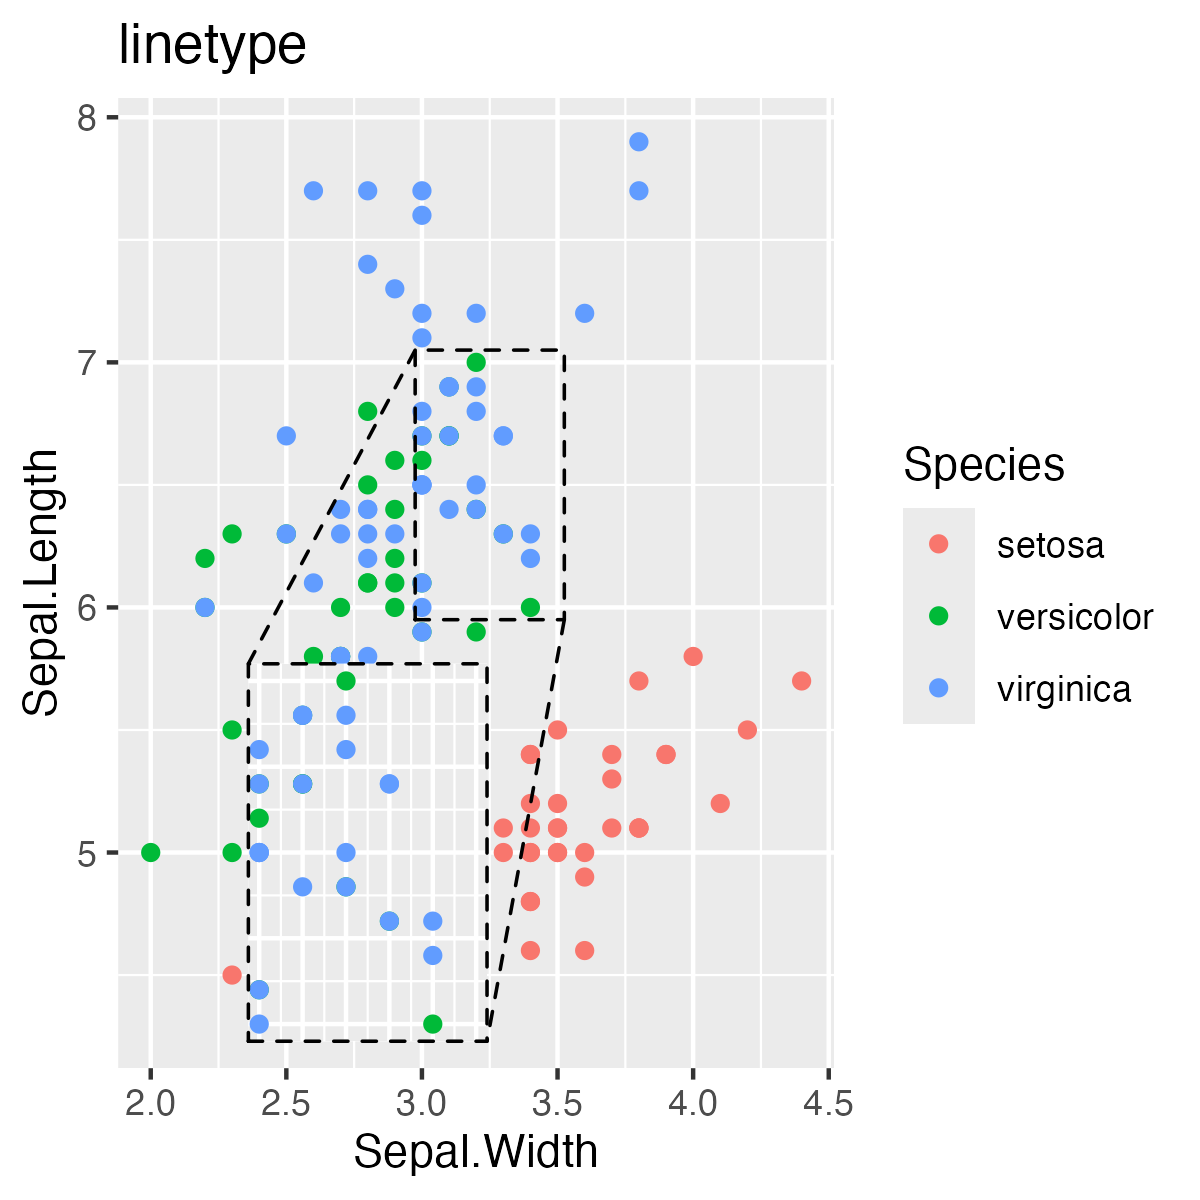 linetype
8
7
6
5
Sepal.Length
2.0 2.5 3.0 3.5 4.0 4.5
Sepal.Width
Species
setosa
versicolor
virginica